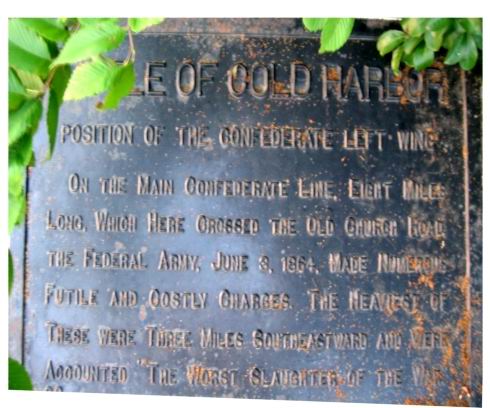 OF COLD HARBOR
POSITION OF THE CONFEDERATE LEFT WING.
ON THE MAIN CONFEDERATE LINE, EIGHT MILES
LONG, WHICH HERE CROSSED THE OLD CHURCH ROAD,
THE FEDERAL ARMY, JUNE 3, 1864, MADE NUMEROUS
FUTILE AND COSTLY CHARGES. THE HEAVIEST OF
THESE WERE THREE MILES SOUTHEASTWARD AND WERE
ACCOUNTED "THE WORST SLAUGHTER OF THE WAR